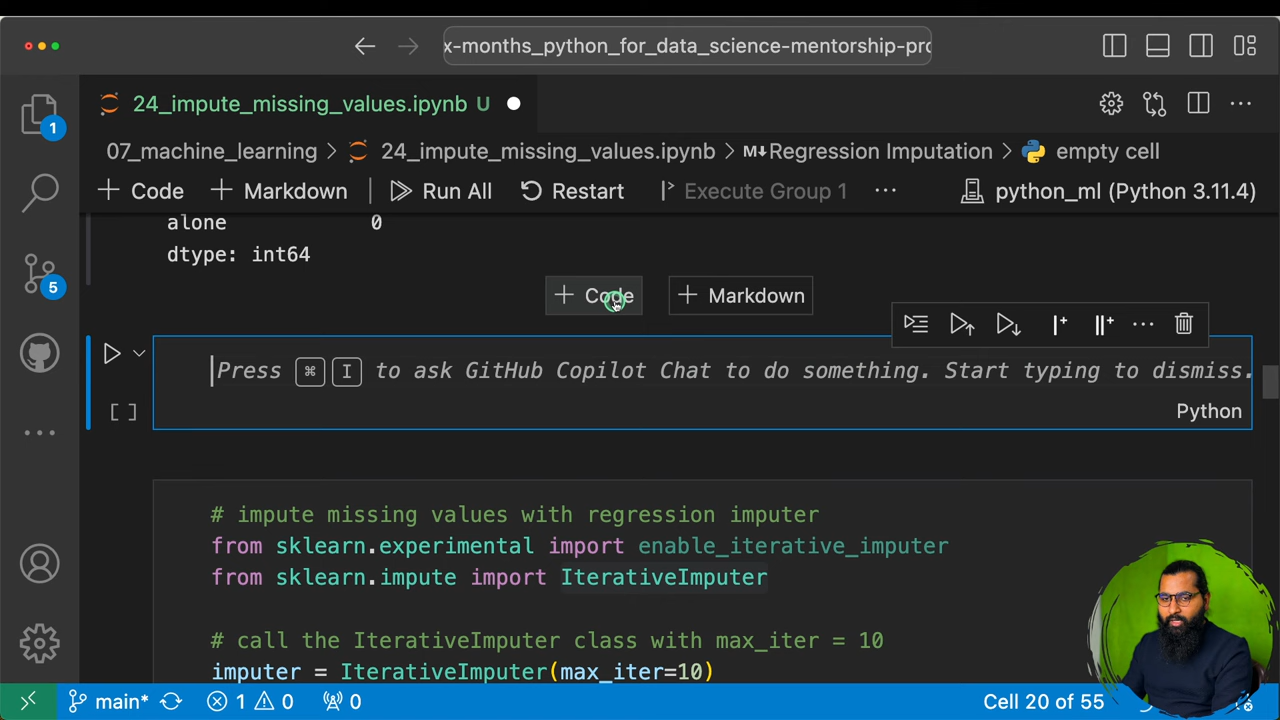 x-months_python_for_data_science-mentorship-pro
24_impute_missing_values.ipynb U
07_machine_learning > 24_impute_missing_values.ipynb > M↓Regression Imputation > empty cell
+ Code + Markdown | Run All Restart Execute Group 1 ... python_ml (Python 3.11.4)
alone 0
dtype: int64
+ Code + Markdown
Press ⌘ I to ask GitHub Copilot Chat to do something. Start typing to dismiss.
[ ] Python
# impute missing values with regression imputer
from sklearn.experimental import enable_iterative_imputer
from sklearn.impute import IterativeImputer
# call the IterativeImputer class with max_iter = 10
imputer = IterativeImputer(max_iter=10)
1
5
main* 1 0 0 Cell 20 of 55